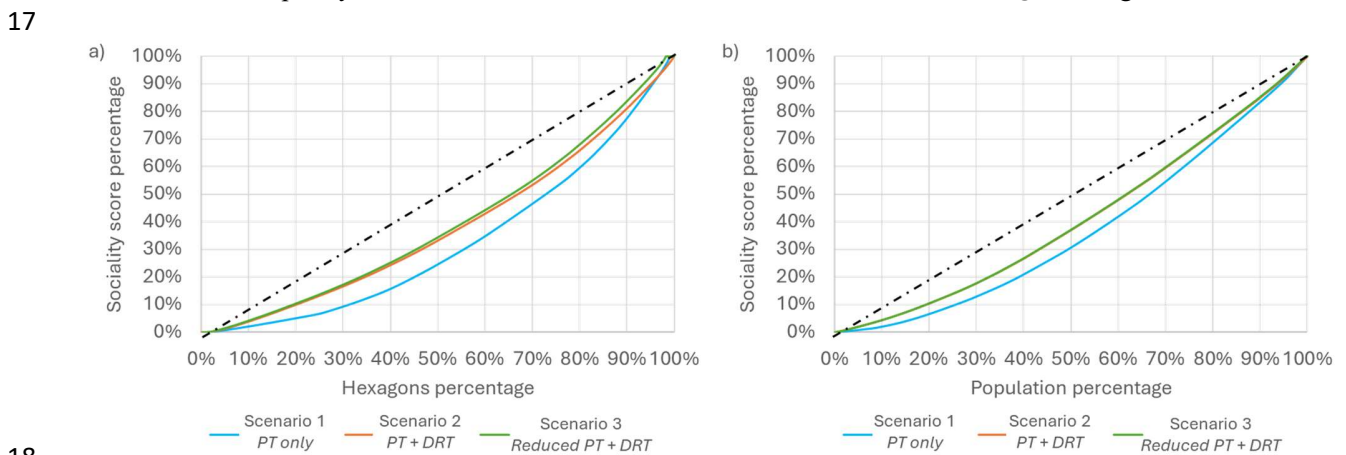 17
a)
100%
90%
80%
70%
60%
50%
40%
30%
20%
10%
0%
Sociality score percentage
0% 10% 20% 30% 40% 50% 60% 70% 80% 90% 100%
Hexagons percentage
Scenario 1
PT only
Scenario 2
PT + DRT
Scenario 3
Reduced PT + DRT
b)
100%
90%
80%
70%
60%
50%
40%
30%
20%
10%
0%
Sociality score percentage
0% 10% 20% 30% 40% 50% 60% 70% 80% 90% 100%
Population percentage
Scenario 1
PT only
Scenario 2
PT + DRT
Scenario 3
Reduced PT + DRT